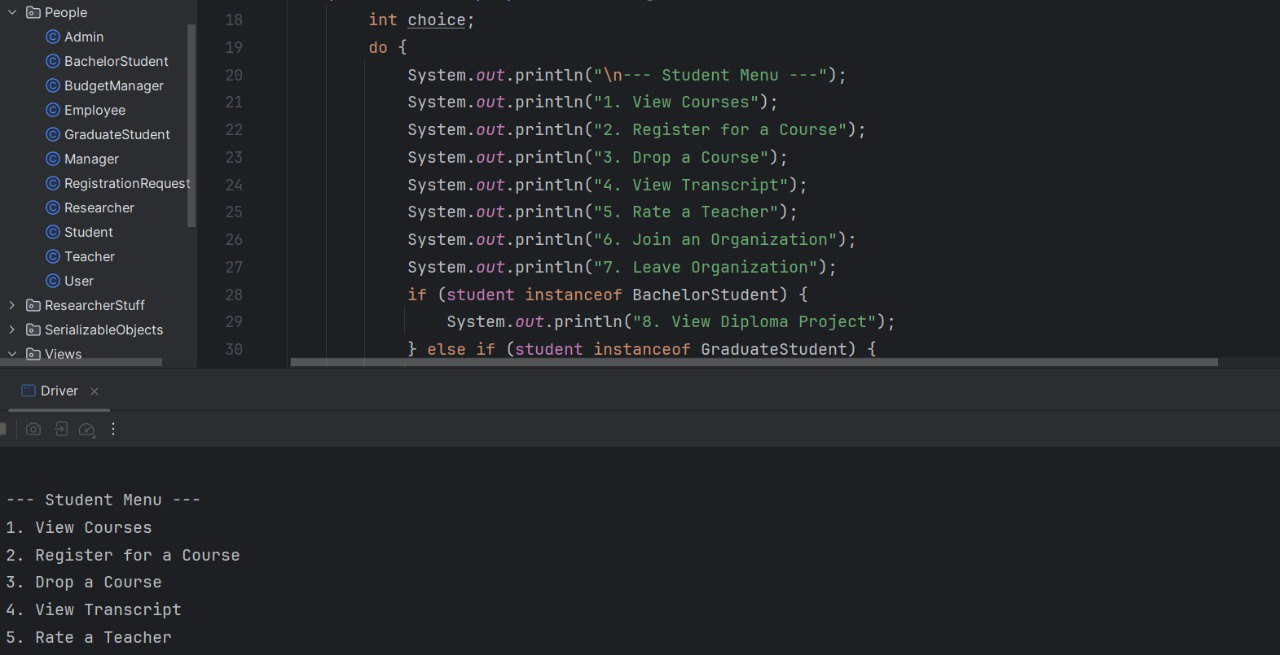 People
Admin
BachelorStudent
BudgetManager
Employee
GraduateStudent
Manager
RegistrationRequest
Researcher
Student
Teacher
User
ResearcherStuff
SerializableObjects
Views
18 int choice;
19 do {
20 System.out.println("\n--- Student Menu ---");
21 System.out.println("1. View Courses");
22 System.out.println("2. Register for a Course");
23 System.out.println("3. Drop a Course");
24 System.out.println("4. View Transcript");
25 System.out.println("5. Rate a Teacher");
26 System.out.println("6. Join an Organization");
27 System.out.println("7. Leave Organization");
28 if (student instanceof BachelorStudent) {
29 System.out.println("8. View Diploma Project");
30 } else if (student instanceof GraduateStudent) {
Driver
--- Student Menu ---
1. View Courses
2. Register for a Course
3. Drop a Course
4. View Transcript
5. Rate a Teacher